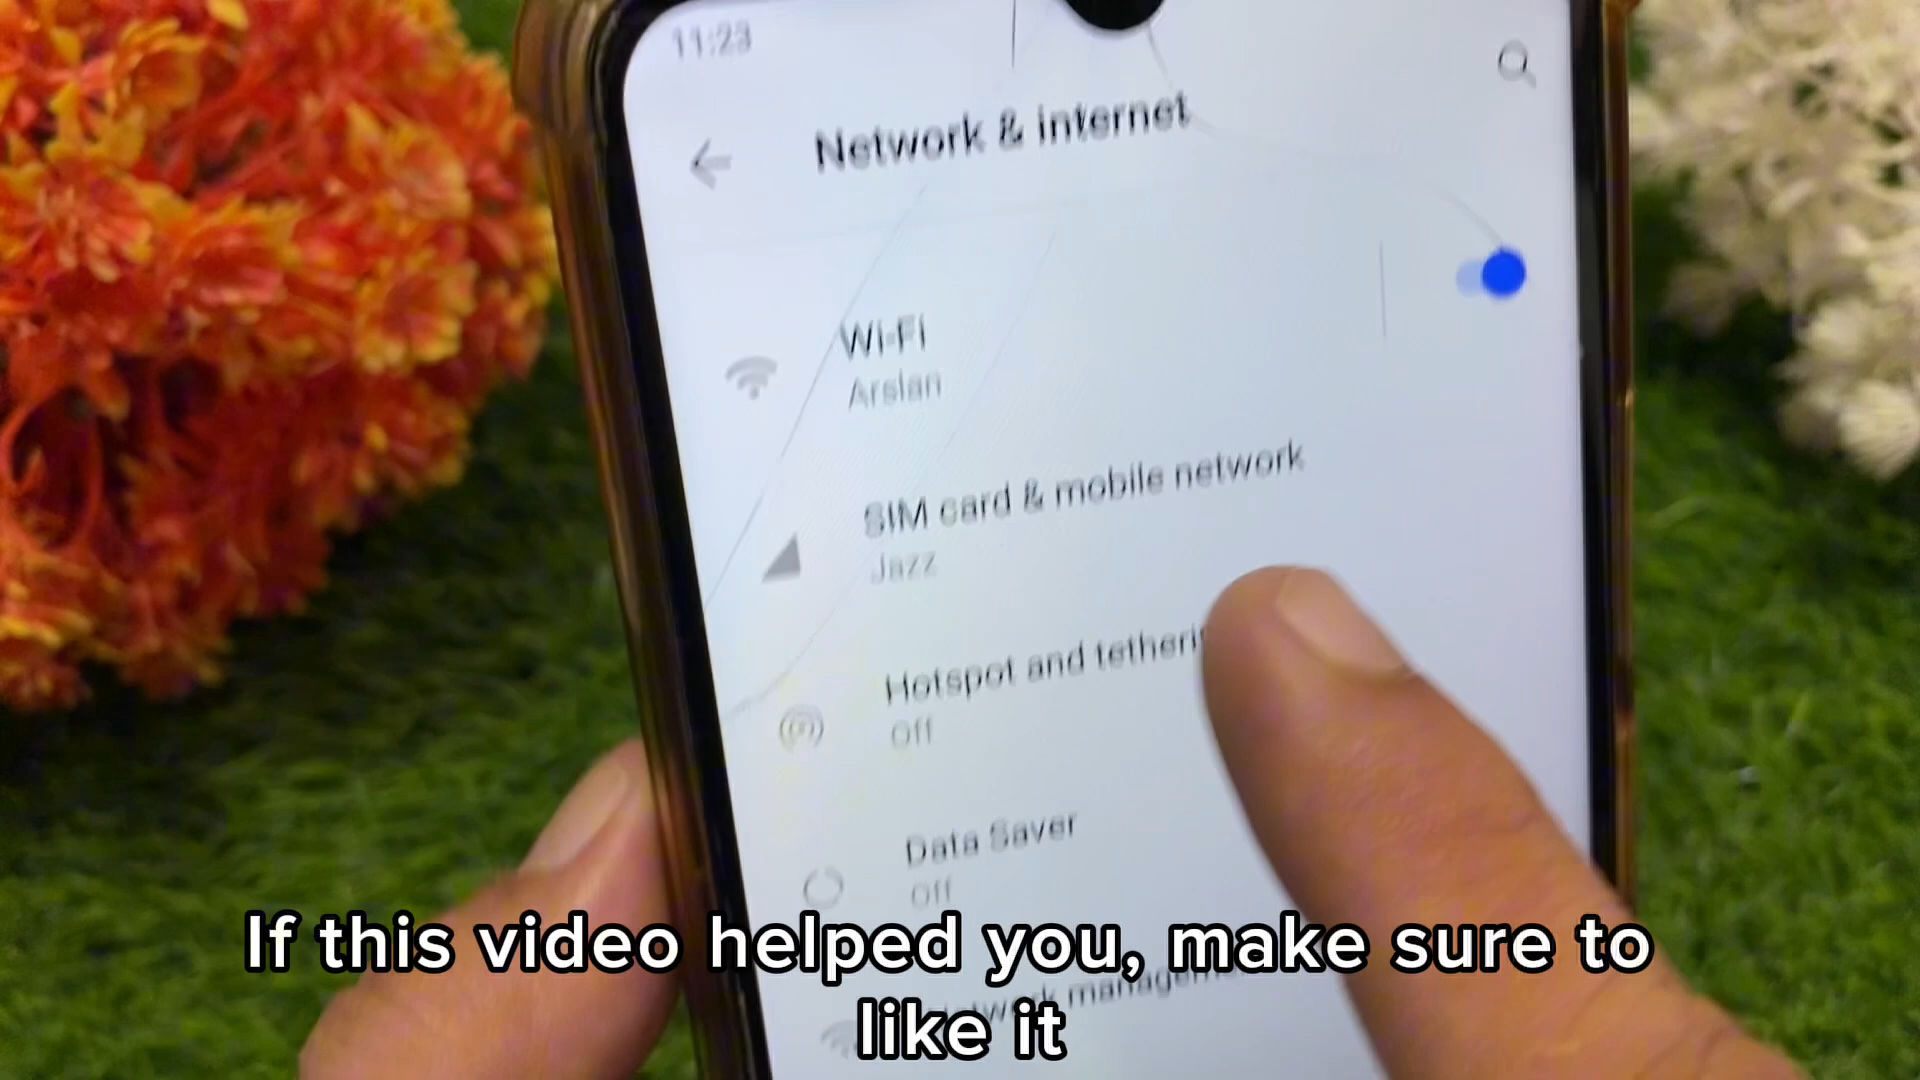 11:23
Network & internet
Wi-Fi
Arslan
SIM card & mobile network
Jazz
Hotspot and tetheri
Off
Data Saver
Off
If this video helped you, make sure to
like it